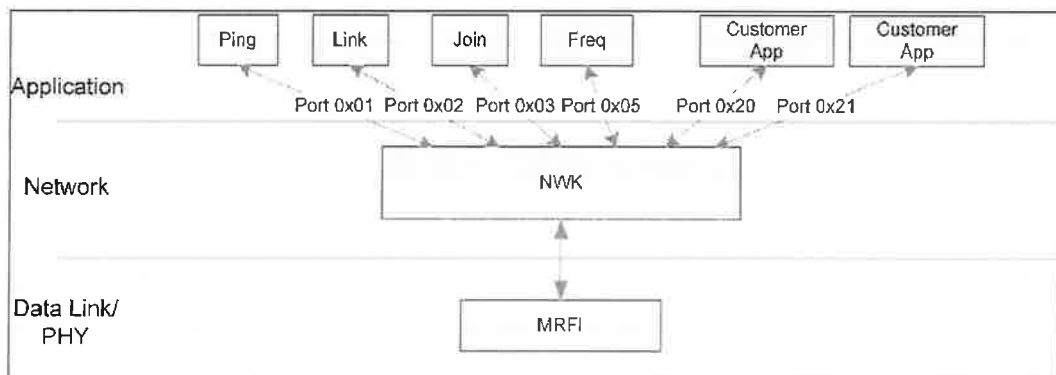 Ping
Link
Join
Freq
Customer
App
Customer
App
Application
Port 0x01
Port 0x02
Port 0x03
Port 0x05
Port 0x20
Port 0x21
Network
NWK
Data Link/
PHY
MRFI